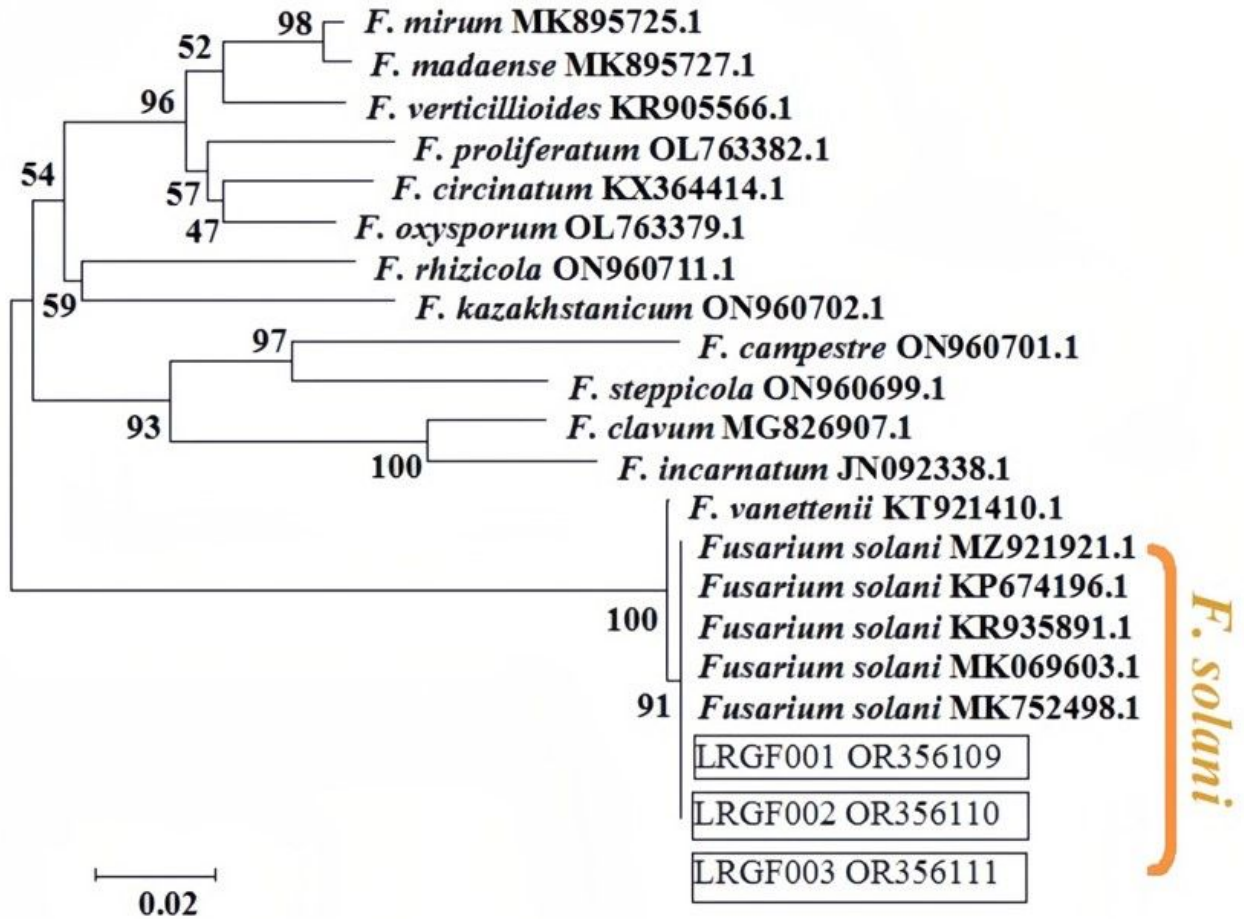 98
F. mirum MK895725.1
52
F. madaense MK895727.1
96
F. verticillioides KR905566.1
F. proliferatum OL763382.1
54
57
F. circinatum KX364414.1
47
F. oxysporum OL763379.1
F. rhizicola ON960711.1
59
F. kazakhstanicum ON960702.1
97
F. campestre ON960701.1
F. steppicola ON960699.1
93
F. clavum MG826907.1
100
F. incarnatum JN092338.1
F. vanettenii KT921410.1
Fusarium solani MZ921921.1
Fusarium solani KP674196.1
100
Fusarium solani KR935891.1
Fusarium solani MK069603.1
91
Fusarium solani MK752498.1
LRGF001 OR356109
LRGF002 OR356110
LRGF003 OR356111
F. solani
0.02